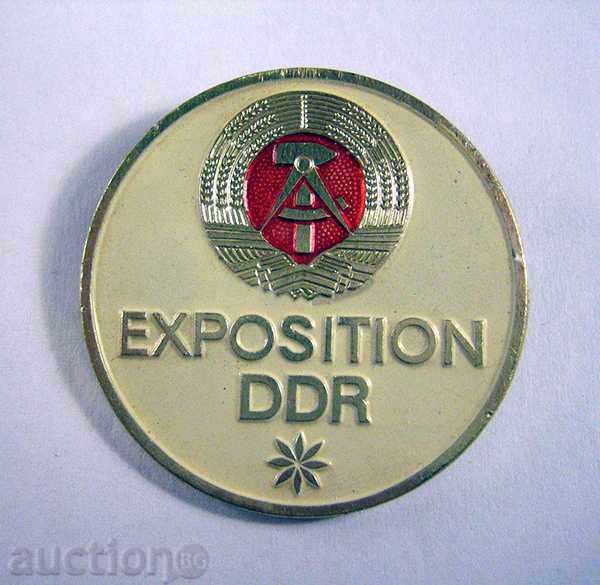 EXPOSITION
DDR
auction BG